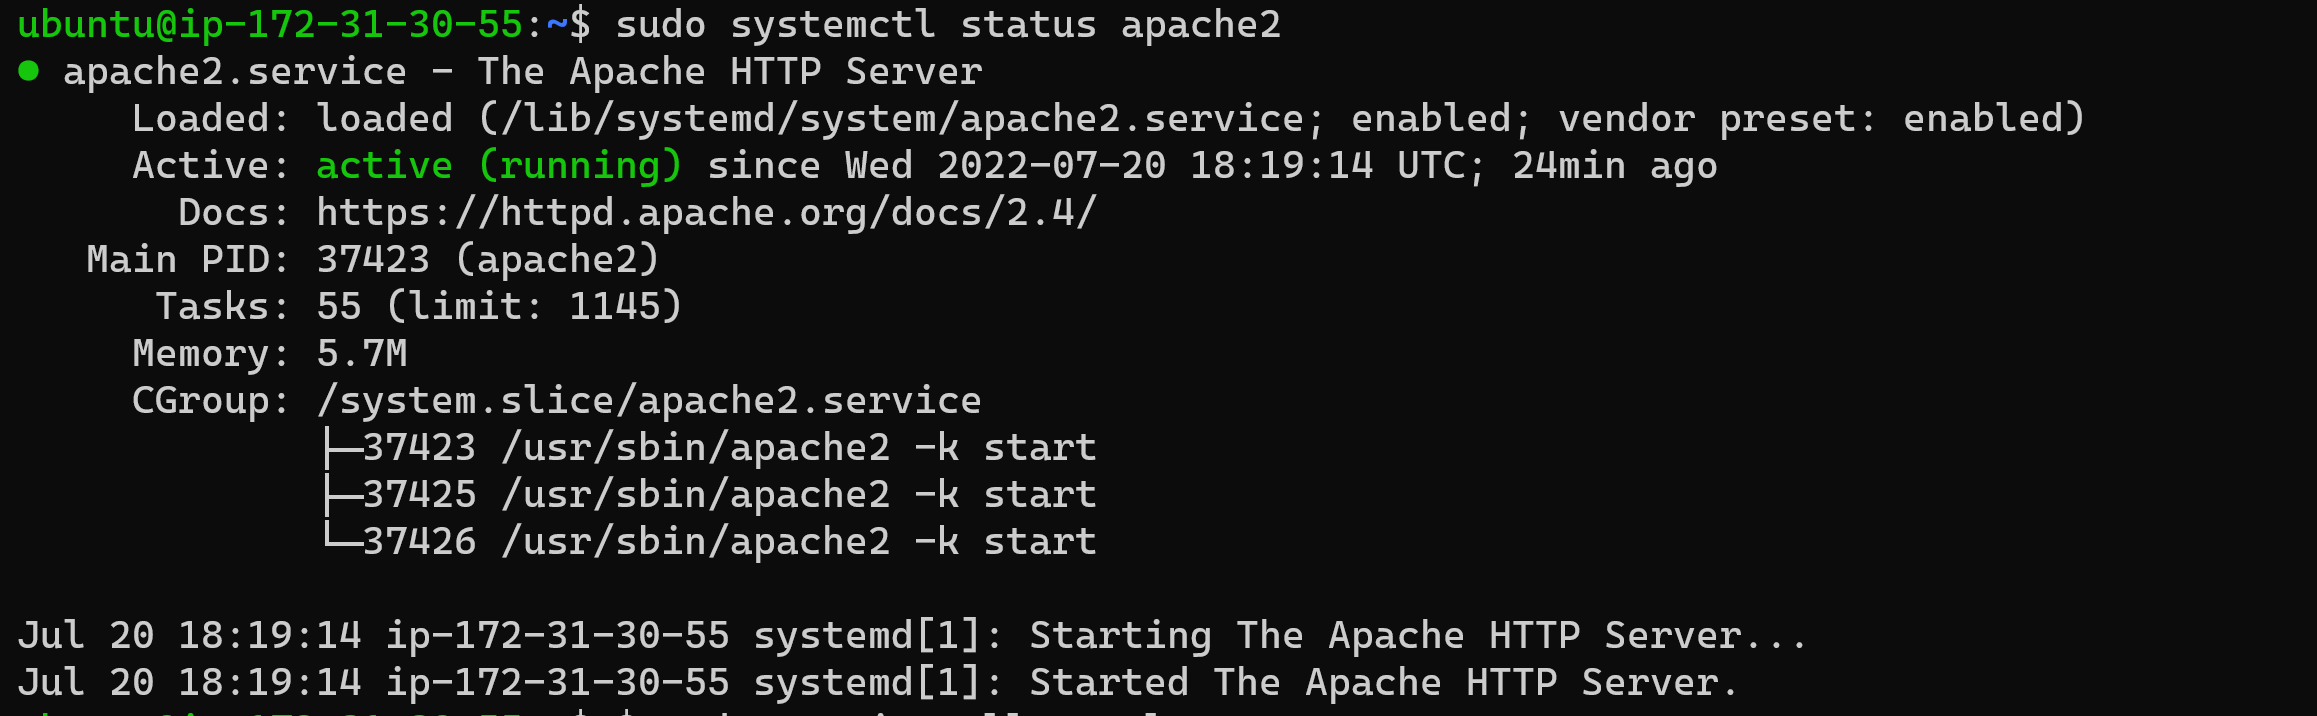 ubuntu@ip-172-31-30-55:~$ sudo systemctl status apache2
● apache2.service - The Apache HTTP Server
     Loaded: loaded (/lib/systemd/system/apache2.service; enabled; vendor preset: enabled)
     Active: active (running) since Wed 2022-07-20 18:19:14 UTC; 24min ago
       Docs: https://httpd.apache.org/docs/2.4/
   Main PID: 37423 (apache2)
      Tasks: 55 (limit: 1145)
     Memory: 5.7M
     CGroup: /system.slice/apache2.service
             ├─37423 /usr/sbin/apache2 -k start
             ├─37425 /usr/sbin/apache2 -k start
             └─37426 /usr/sbin/apache2 -k start
Jul 20 18:19:14 ip-172-31-30-55 systemd[1]: Starting The Apache HTTP Server...
Jul 20 18:19:14 ip-172-31-30-55 systemd[1]: Started The Apache HTTP Server.